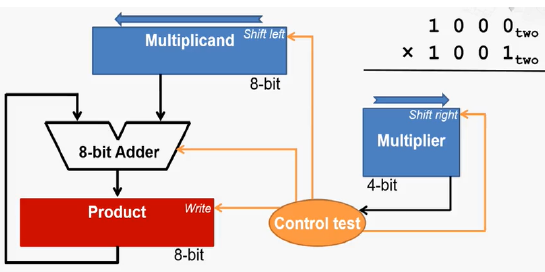 Multiplicand
Shift left
8-bit
1 0 0 0two
× 1 0 0 1two
8-bit Adder
Shift right
Multiplier
4-bit
Product
Write
8-bit
Control test